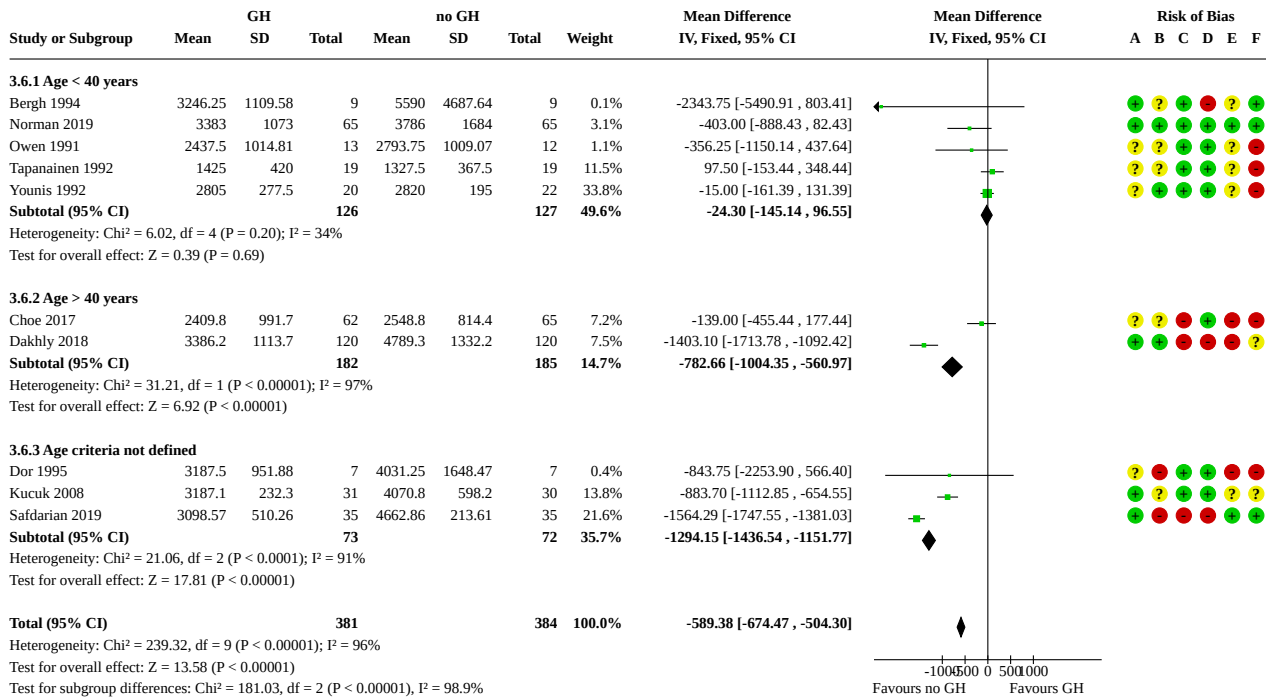 GH no GH Mean Difference Mean Difference Risk of Bias
Study or Subgroup Mean SD Total Mean SD Total Weight IV, Fixed, 95% CI IV, Fixed, 95% CI A B C D E F
3.6.1 Age < 40 years
Bergh 1994 3246.25 1109.58 9 5590 4687.64 9 0.1% -2343.75 [-5490.91 , 803.41] + ? + - ? +
Norman 2019 3383 1073 65 3786 1684 65 3.1% -403.00 [-888.43 , 82.43] + + + + + +
Owen 1991 2437.5 1014.81 13 2793.75 1009.07 12 1.1% -356.25 [-1150.14 , 437.64] ? ? + + ? -
Tapanainen 1992 1425 420 19 1327.5 367.5 19 11.5% 97.50 [-153.44 , 348.44] ? ? + + ? -
Younis 1992 2805 277.5 20 2820 195 22 33.8% -15.00 [-161.39 , 131.39] ? + + + ? -
Subtotal (95% CI) 126 127 49.6% -24.30 [-145.14 , 96.55]
Heterogeneity: Chi² = 6.02, df = 4 (P = 0.20); I² = 34%
Test for overall effect: Z = 0.39 (P = 0.69)
3.6.2 Age > 40 years
Choe 2017 2409.8 991.7 62 2548.8 814.4 65 7.2% -139.00 [-455.44 , 177.44] ? ? - + - -
Dakhly 2018 3386.2 1113.7 120 4789.3 1332.2 120 7.5% -1403.10 [-1713.78 , -1092.42] + + - - - ?
Subtotal (95% CI) 182 185 14.7% -782.66 [-1004.35 , -560.97]
Heterogeneity: Chi² = 31.21, df = 1 (P < 0.00001); I² = 97%
Test for overall effect: Z = 6.92 (P < 0.00001)
3.6.3 Age criteria not defined
Dor 1995 3187.5 951.88 7 4031.25 1648.47 7 0.4% -843.75 [-2253.90 , 566.40] ? - + + - -
Kucuk 2008 3187.1 232.3 31 4070.8 598.2 30 13.8% -883.70 [-1112.85 , -654.55] + ? + + ? ?
Safdarian 2019 3098.57 510.26 35 4662.86 213.61 35 21.6% -1564.29 [-1747.55 , -1381.03] + - - - + +
Subtotal (95% CI) 73 72 35.7% -1294.15 [-1436.54 , -1151.77]
Heterogeneity: Chi² = 21.06, df = 2 (P < 0.0001); I² = 91%
Test for overall effect: Z = 17.81 (P < 0.00001)
Total (95% CI) 381 384 100.0% -589.38 [-674.47 , -504.30]
Heterogeneity: Chi² = 239.32, df = 9 (P < 0.00001); I² = 96%
Test for overall effect: Z = 13.58 (P < 0.00001)
-1000 -500 0 500 1000
Test for subgroup differences: Chi² = 181.03, df = 2 (P < 0.00001), I² = 98.9% Favours no GH Favours GH